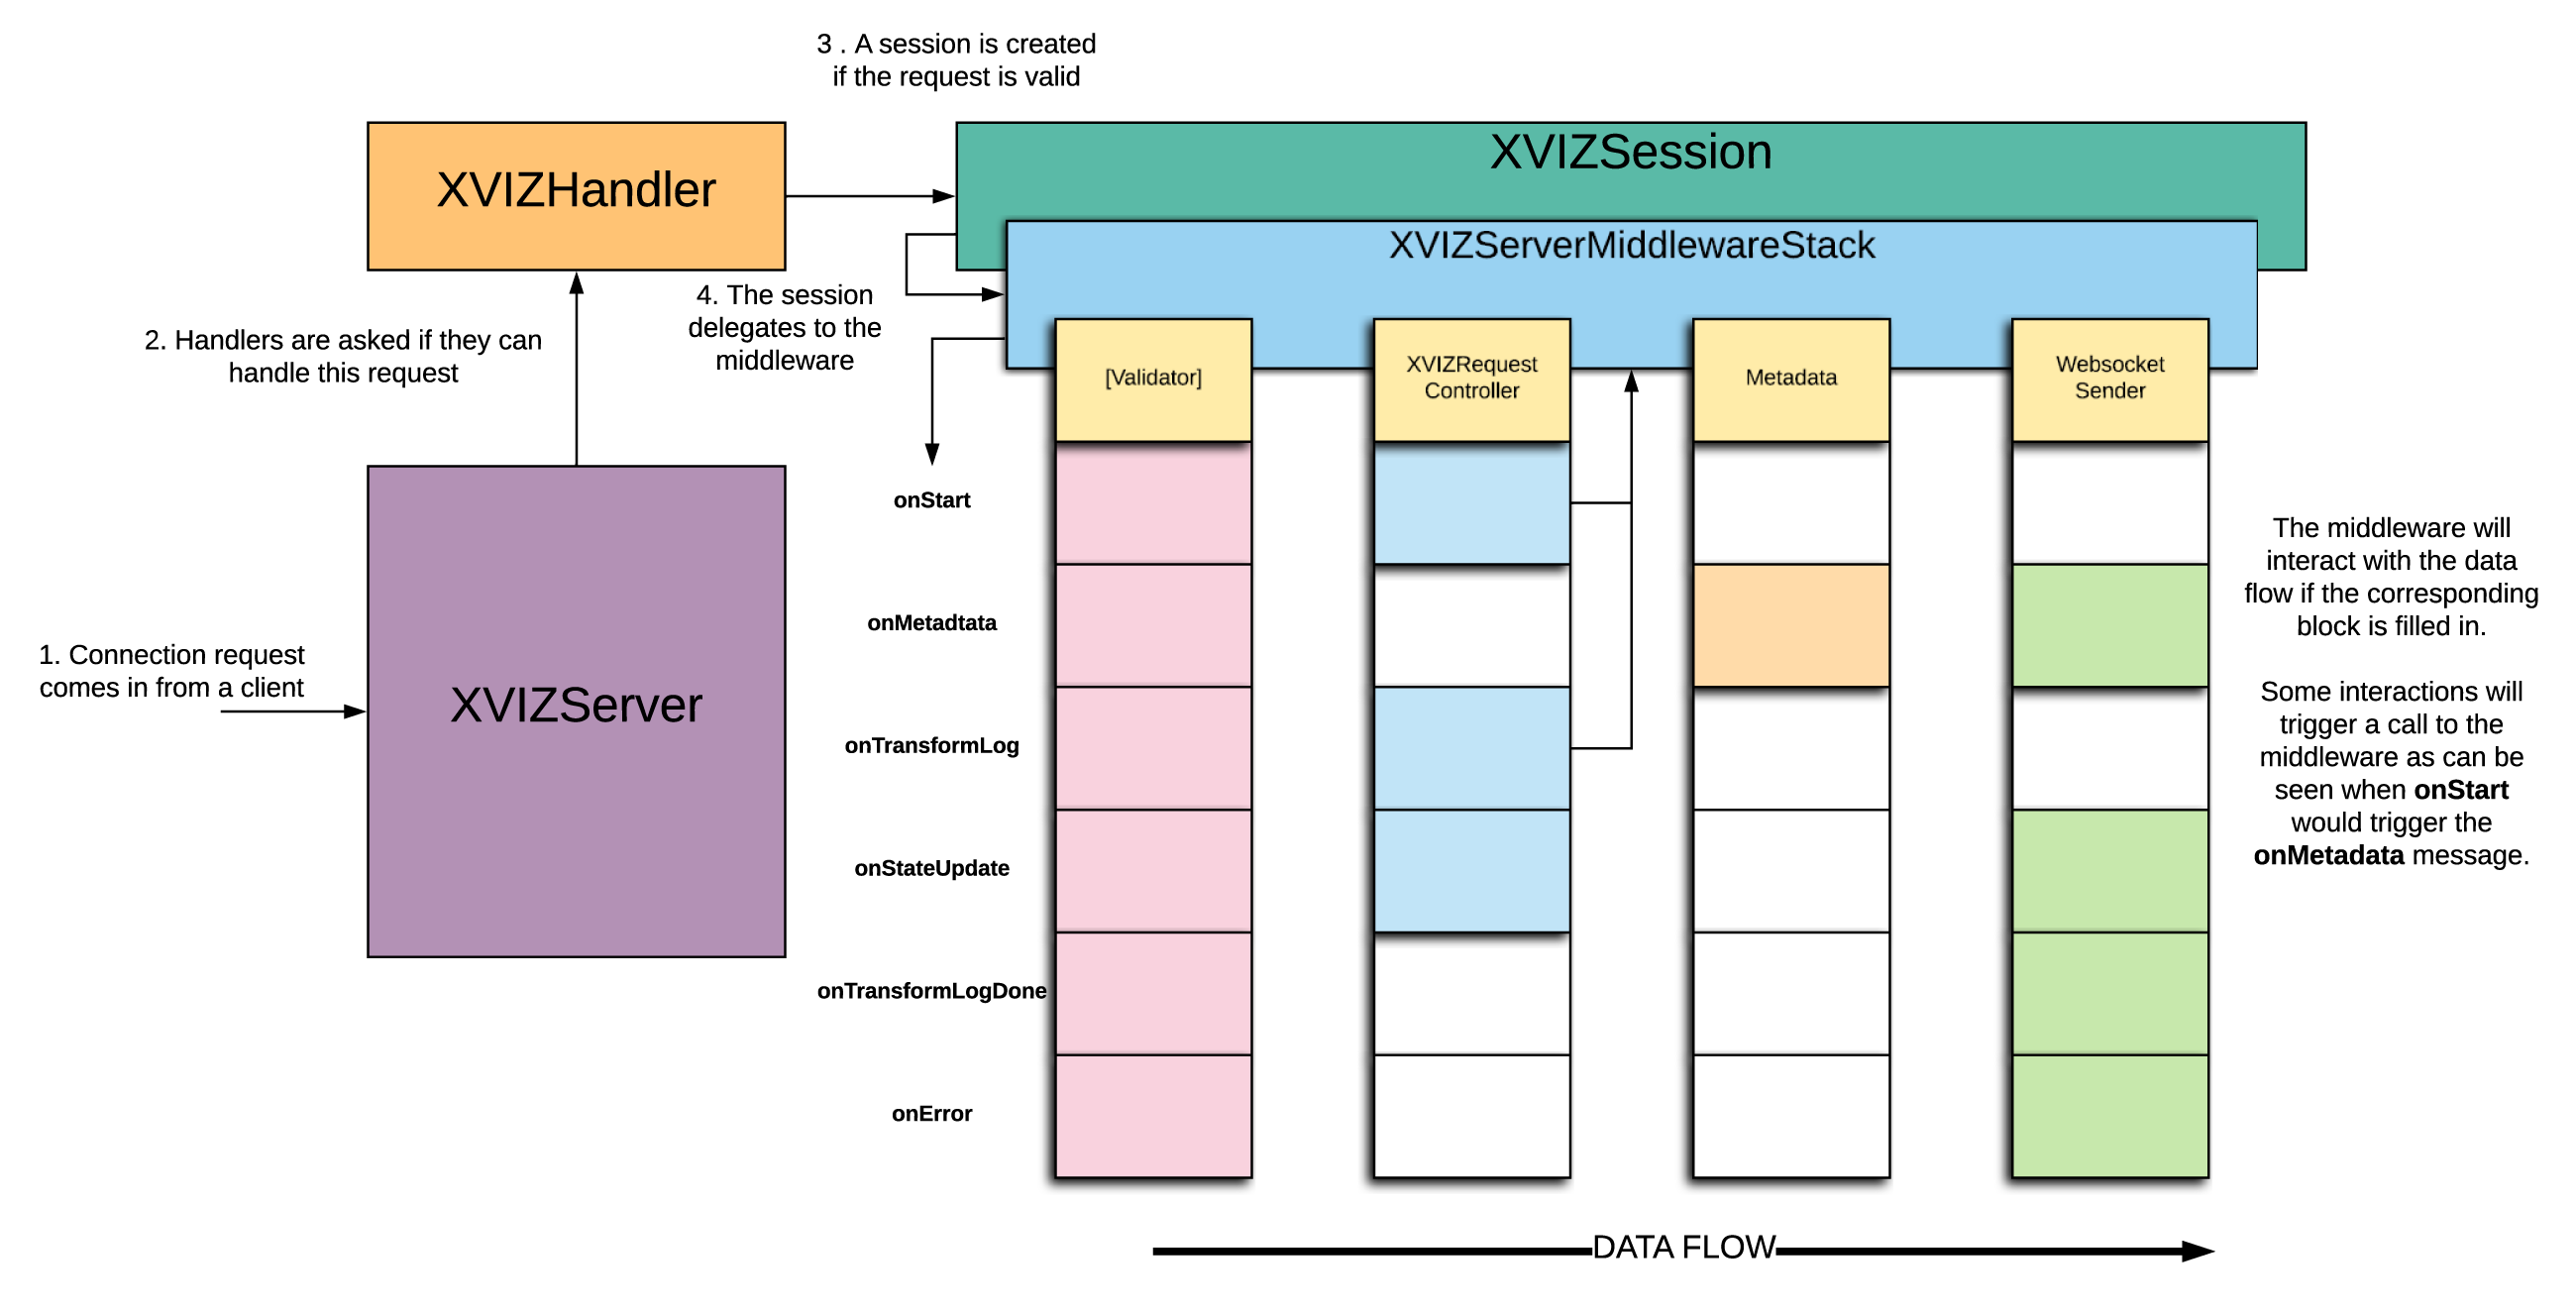 3 . A session is created
if the request is valid
XVIZHandler
XVIZSession
XVIZServerMiddlewareStack
4. The session
delegates to the
middleware
2. Handlers are asked if they can
handle this request
[Validator]
XVIZRequest
Controller
Metadata
Websocket
Sender
1. Connection request
comes in from a client
XVIZServer
onStart
onMetadtata
onTransformLog
onStateUpdate
onTransformLogDone
onError
The middleware will
interact with the data
flow if the corresponding
block is filled in.
Some interactions will
trigger a call to the
middleware as can be
seen when onStart
would trigger the
onMetadata message.
DATA FLOW